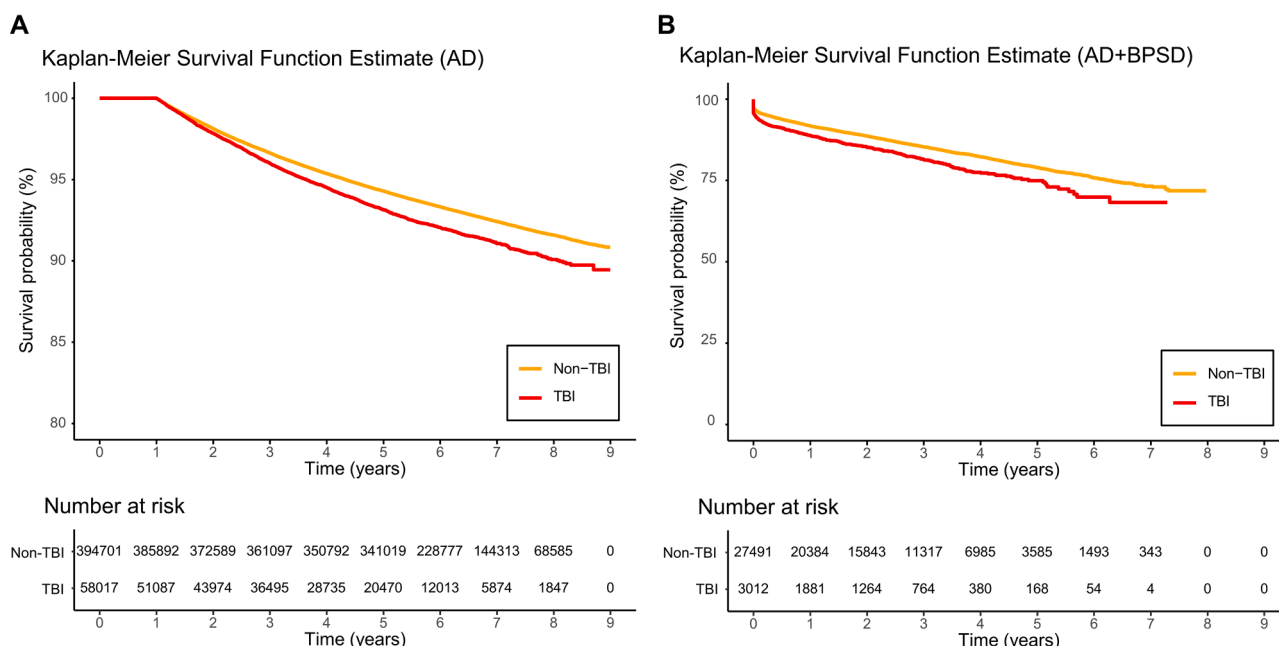 A
Kaplan-Meier Survival Function Estimate (AD)
Survival probability (%)
100
95
90
85
80
0 1 2 3 4 5 6 7 8 9
Time (years)
Non−TBI
TBI
Number at risk
Non-TBI 394701 385892 372589 361097 350792 341019 228777 144313 68585 0
TBI 58017 51087 43974 36495 28735 20470 12013 5874 1847 0
0 1 2 3 4 5 6 7 8 9
Time (years)
B
Kaplan-Meier Survival Function Estimate (AD+BPSD)
Survival probability (%)
100
75
50
25
0
0 1 2 3 4 5 6 7 8 9
Time (years)
Non−TBI
TBI
Number at risk
Non-TBI 27491 20384 15843 11317 6985 3585 1493 343 0 0
TBI 3012 1881 1264 764 380 168 54 4 0 0
0 1 2 3 4 5 6 7 8 9
Time (years)